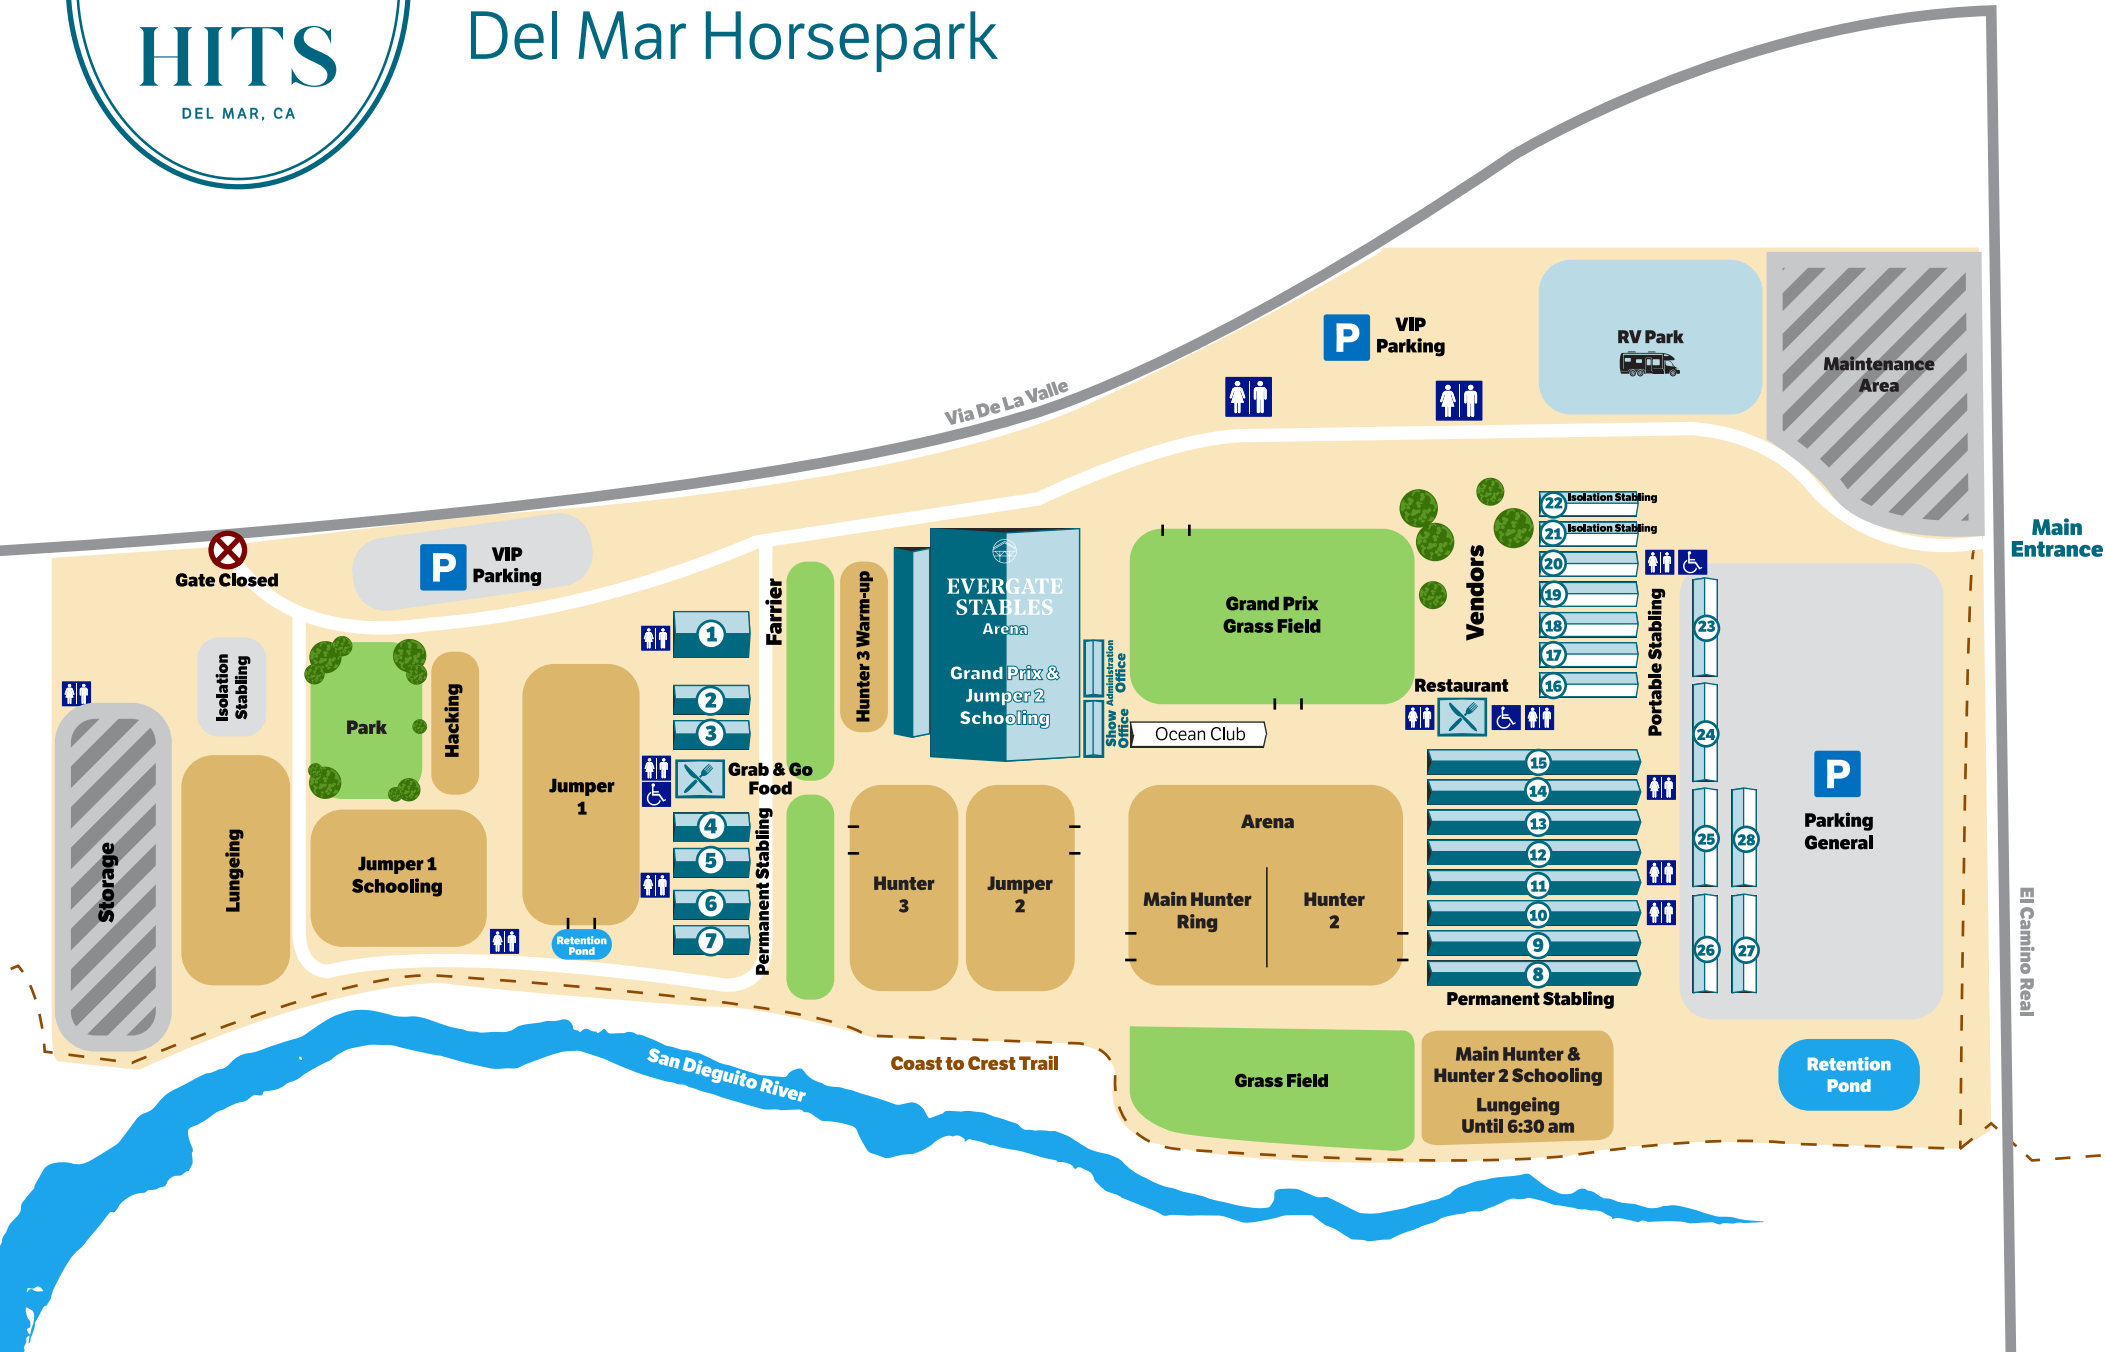 HITS
DEL MAR, CA
Del Mar Horsepark
Via De La Valle
P
VIP
Parking
RV Park
Maintenance
Area
Main
Entrance
El Camino Real
Gate Closed
P
VIP
Parking
Isolation
Stabling
Storage
Lungeing
Park
Hacking
Jumper 1
Schooling
Jumper
1
Retention
Pond
1
2
3
Grab & Go
Food
4
5
6
7
Farrier
Permanent Stabling
Hunter 3 Warm-up
EVERGATE
STABLES
Arena
Grand Prix &
Jumper 2
Schooling
Administration
Office
Show
Office
Grand Prix
Grass Field
Ocean Club
Hunter
3
Jumper
2
Arena
Main Hunter
Ring
Hunter
2
Vendors
Restaurant
22
Isolation Stabling
21
Isolation Stabling
20
19
18
17
16
Portable Stabling
15
14
13
12
11
10
9
8
Permanent Stabling
23
24
25
28
26
27
P
Parking
General
Retention
Pond
Main Hunter &
Hunter 2 Schooling
Lungeing
Until 6:30 am
Grass Field
Coast to Crest Trail
San Dieguito River